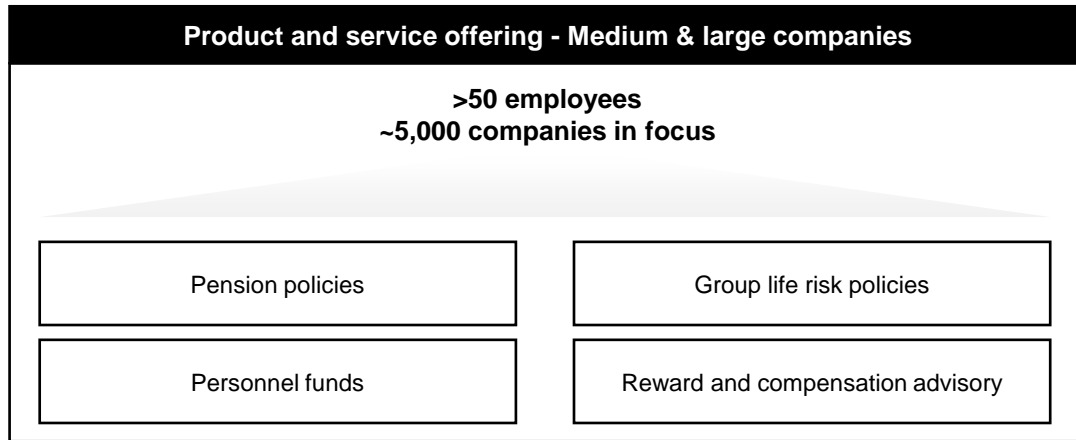 Product and service offering - Medium & large companies
>50 employees
~5,000 companies in focus
Pension policies
Group life risk policies
Personnel funds
Reward and compensation advisory